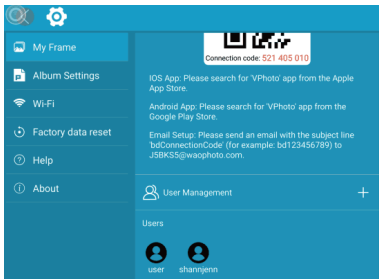 My Frame
Album Settings
Wi-Fi
Factory data reset
Help
About
Connection code: 521 405 010
IOS App: Please search for 'VPhoto' app from the Apple
App Store.
Android App: Please search for 'VPhoto' app from the
Google Play Store.
Email Setup: Please send an email with the subject line
'bdConnectionCode' (for example: bd123456789) to
J5BKS5@waophoto.com.
User Management
Users
user
shannjenn